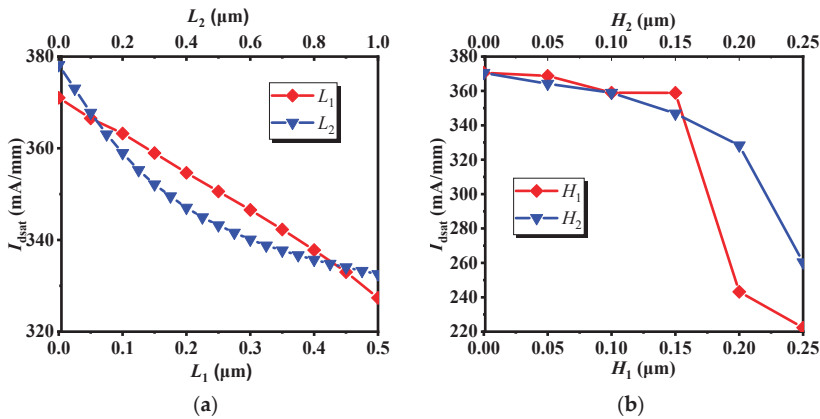 L₂ (μm)
0.0 0.2 0.4 0.6 0.8 1.0
(a)
380
360
340
320
I_dsat (mA/mm)
L₁
L₂
0.0 0.1 0.2 0.3 0.4 0.5
L₁ (μm)
(a)
H₂ (μm)
0.00 0.05 0.10 0.15 0.20 0.25
(b)
380
360
340
320
300
280
260
240
220
I_dsat (mA/mm)
H₁
H₂
0.00 0.05 0.10 0.15 0.20 0.25
H₁ (μm)
(b)